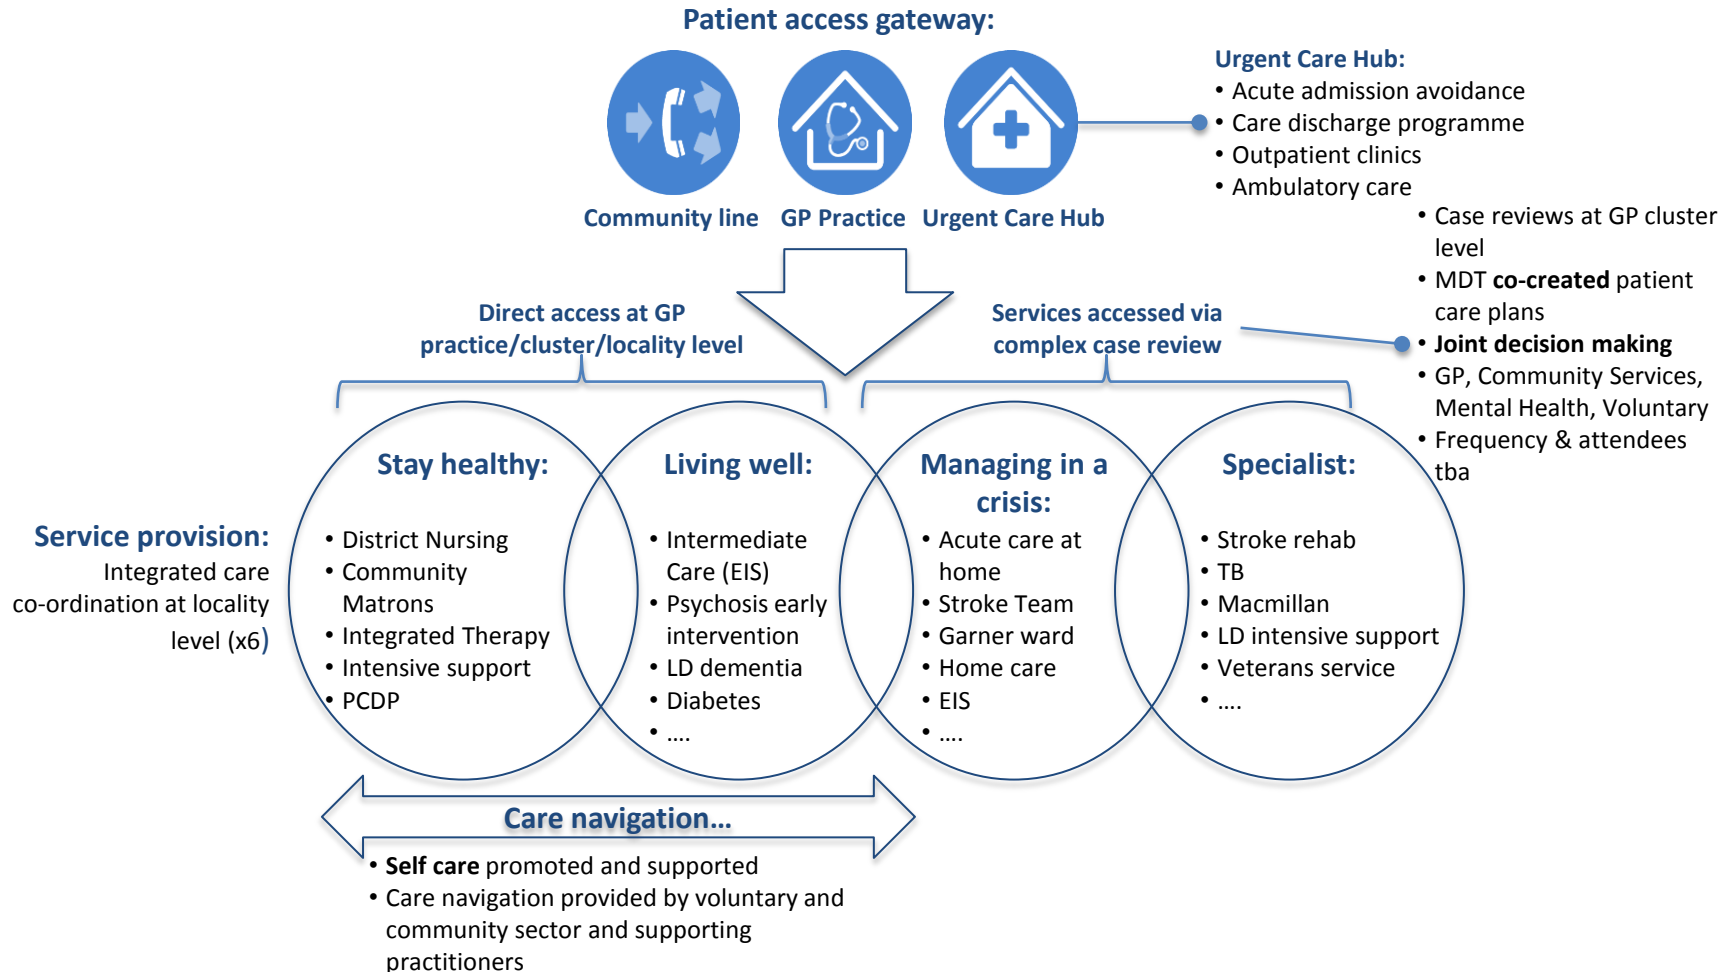 Patient access gateway:
Community line
GP Practice
Urgent Care Hub
Urgent Care Hub:
• Acute admission avoidance
• Care discharge programme
• Outpatient clinics
• Ambulatory care
Direct access at GP
practice/cluster/locality level
Services accessed via
complex case review
• Case reviews at GP cluster
level
• MDT co-created patient
care plans
• Joint decision making
• GP, Community Services,
Mental Health, Voluntary
• Frequency & attendees
tba
Service provision:
Integrated care
co-ordination at locality
level (x6)
Stay healthy:
• District Nursing
• Community
Matrons
• Integrated Therapy
• Intensive support
• PCDP
Living well:
• Intermediate
Care (EIS)
• Psychosis early
intervention
• LD dementia
• Diabetes
• ....
Managing in a
crisis:
• Acute care at
home
• Stroke Team
• Garner ward
• Home care
• EIS
• ....
Specialist:
• Stroke rehab
• TB
• Macmillan
• LD intensive support
• Veterans service
• ....
Care navigation...
• Self care promoted and supported
• Care navigation provided by voluntary and
community sector and supporting
practitioners